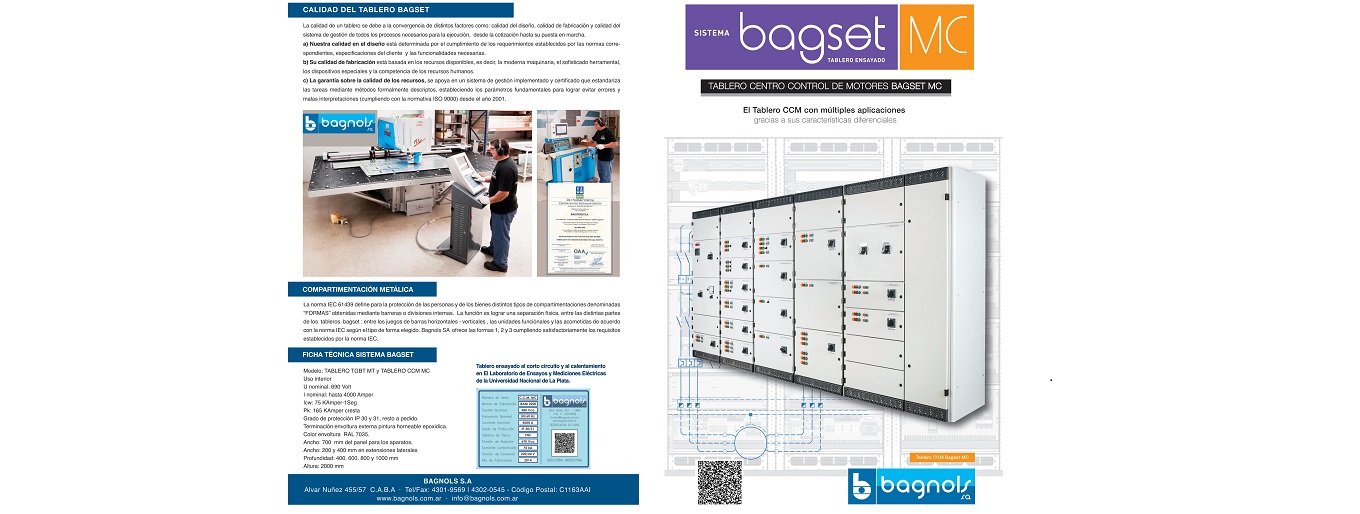 CALIDAD DEL TABLERO BAGSET
La calidad de un tablero se debe a la convergencia de distintos factores como: calidad del diseño, calidad de fabricación y calidad del
sistema de gestión de todos los procesos necesarios para la ejecución, desde la cotización hasta su puesta en marcha.
a) Nuestra calidad en el diseño está determinada por el cumplimiento de los requerimientos establecidos por las normas corre-
spondientes, especificaciones del cliente y las funcionalidades necesarias.
b) Su calidad de fabricación está basada en los recursos disponibles, es decir, la moderna maquinaria, el sofisticado herramental,
los dispositivos especiales y la competencia de los recursos humanos.
c) La garantía sobre la calidad de los recursos, se apoya en un sistema de gestión implementado y certificado que estandariza
las tareas mediante métodos formalmente descriptos, estableciendo los parámetros fundamentales para lograr evitar errores y
malas interpretaciones (cumpliendo con la normativa ISO 9000) desde el año 2001.
bagnols
sa
OAA
COMPARTIMENTACIÓN METÁLICA
La norma IEC 61439 define para la protección de las personas y de los bienes distintos tipos de compartimentaciones denominadas
"FORMAS" obtenidas mediante barreras o divisiones internas. La función es lograr una separación física, entre las distintas partes
de los tableros bagset : entre los juegos de barras horizontales - verticales , las unidades funciónales y las acometidas de acuerdo
con la norma IEC según el tipo de forma elegido. Bagnols SA ofrece las formas 1, 2 y 3 cumpliendo satisfactoriamente los requisitos
establecidos por la norma IEC.
FICHA TÉCNICA SISTEMA BAGSET
Modelo: TABLERO TGBT MT y TABLERO CCM MC
Uso interior
U nominal: 690 Volt
I nominal: hasta 4000 Amper
Icw: 75 KAmper-1Seg
Pk: 165 KAmper cresta
Grado de protección IP 30 y 31, resto a pedido.
Terminación envoltura externa pintura horneable epoxidica.
Color envoltura RAL 7035.
Ancho: 700 mm del panel para los aparatos.
Ancho: 200 y 400 mm en extensiones laterales
Profundidad: 400, 600, 800 y 1000 mm
Altura: 2000 mm
Tablero ensayado al corto circuito y al calentamiento
en El Laboratorio de Ensayos y Mediciones Eléctricas
de la Universidad Nacional de La Plata.
bagnols
BAGNOLS S.A
Alvar Nuñez 455/57 C.A.B.A - Tel/Fax: 4301-9569 I 4302-0545 - Código Postal: C1163AAI
www.bagnols.com.ar - info@bagnols.com.ar
SISTEMA
bagset
TABLERO ENSAYADO
MC
TABLERO CENTRO CONTROL DE MOTORES BAGSET MC
El Tablero CCM con múltiples aplicaciones
gracias a sus características diferenciales
Tablero CCM Bagset MC
bagnols
sa